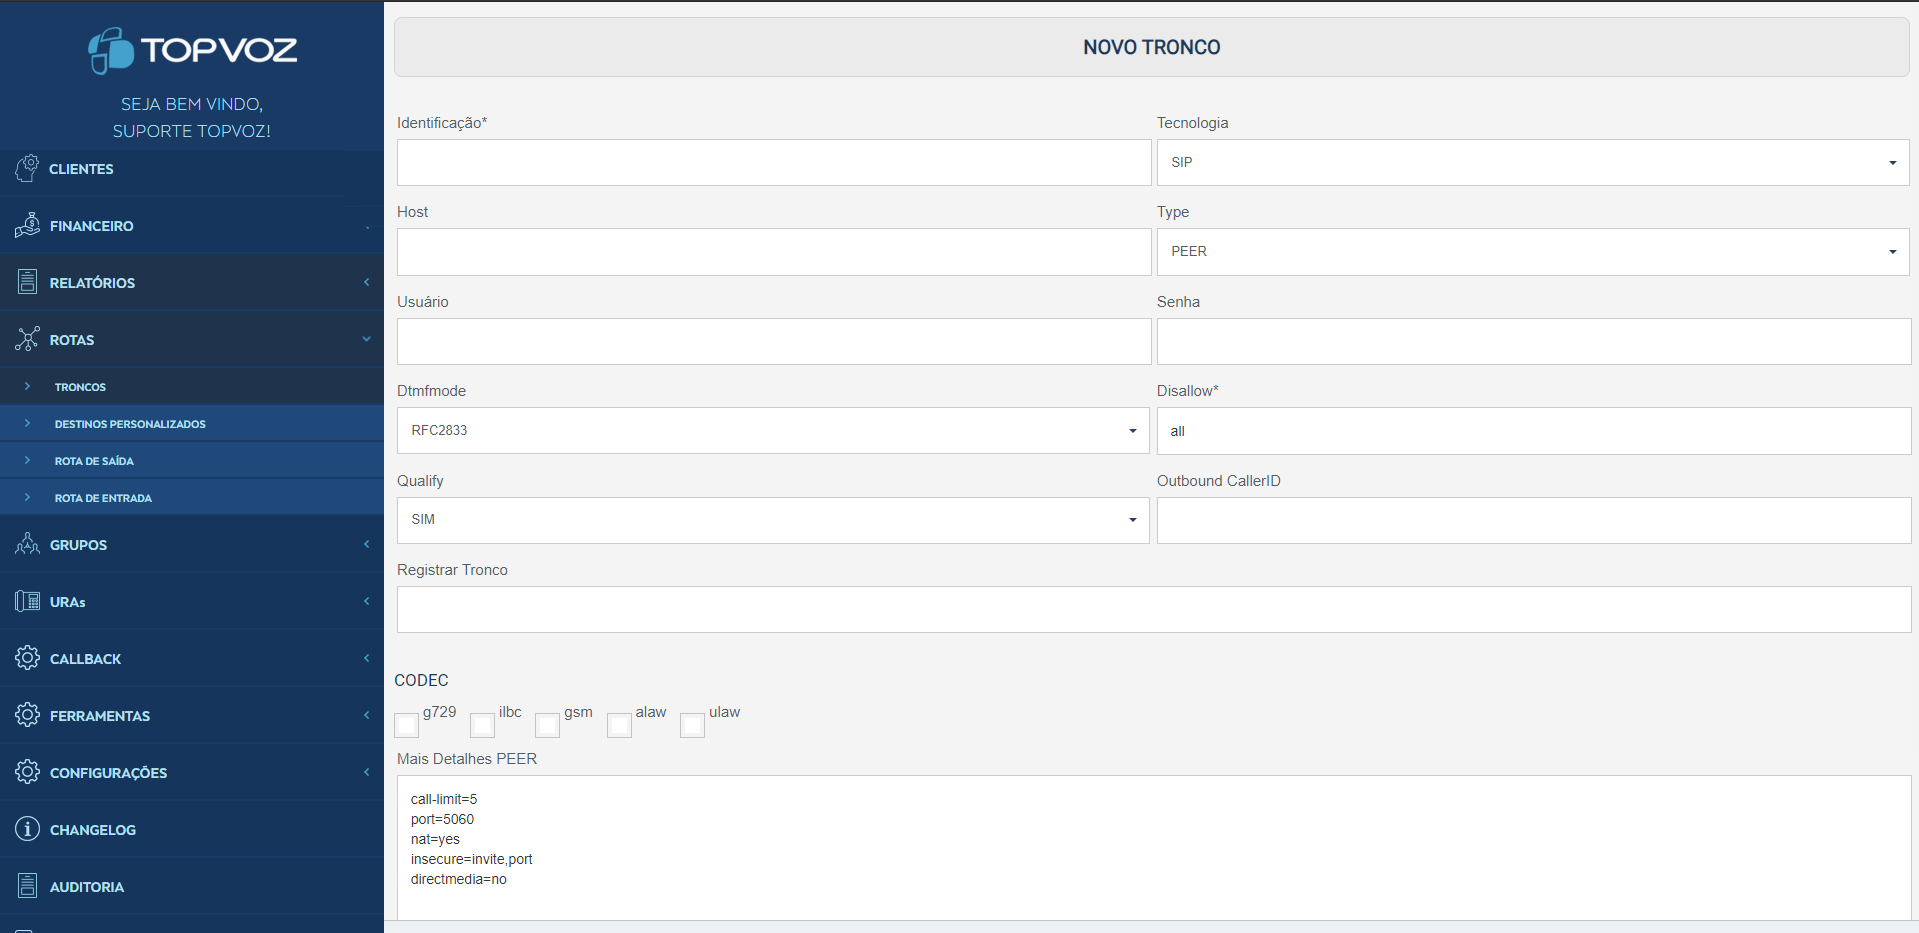 TOPVOZ
SEJA BEM VINDO,
SUPORTE TOPVOZ!
CLIENTES
FINANCEIRO
RELATÓRIOS
ROTAS
TRONCOS
DESTINOS PERSONALIZADOS
ROTA DE SAÍDA
ROTA DE ENTRADA
GRUPOS
URAs
CALLBACK
FERRAMENTAS
CONFIGURAÇÕES
CHANGELOG
AUDITORIA
NOVO TRONCO
Identificação*
Tecnologia
SIP
Host
Type
PEER
Usuário
Senha
Dtmfmode
Disallow*
RFC2833
all
Qualify
Outbound CallerID
SIM
Registrar Tronco
CODEC
g729 ilbc gsm alaw ulaw
Mais Detalhes PEER
call-limit=5
port=5060
nat=yes
insecure=invite,port
directmedia=no